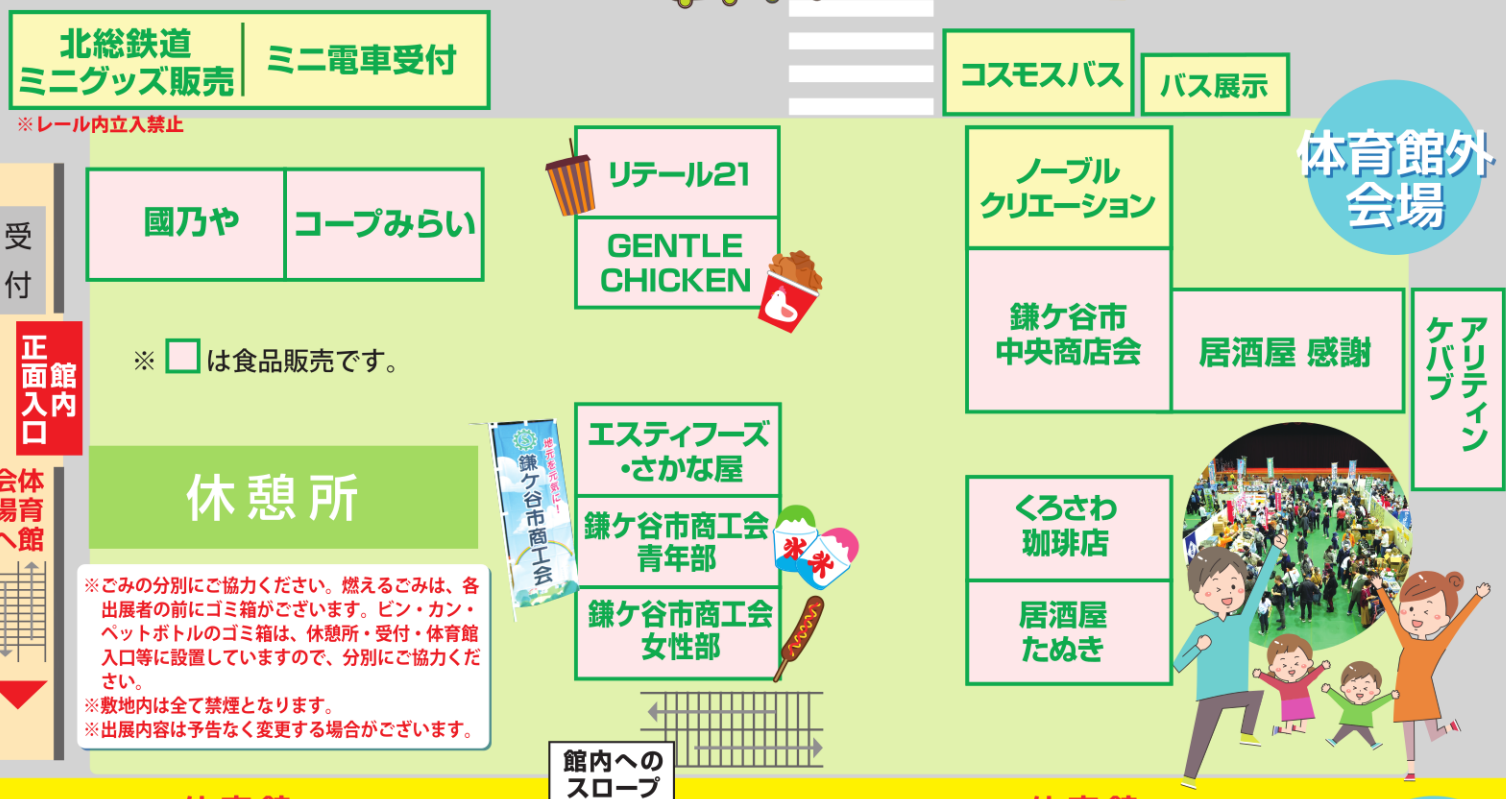 北総鉄道
ミニグッズ販売
ミニ電車受付
※レール内立入禁止
コスモスバス
バス展示
体育館外
会場
國乃や
コープみらい
リテール21
GENTLE
CHICKEN
ノーブル
クリエーション
鎌ケ谷市
中央商店会
居酒屋 感謝
アリティン
ケバブ
受付
館内
正面入口
※ は食品販売です。
休憩所
体育館
会場へ
地元を元気に!
鎌ケ谷市商工会
エスティフーズ
・さかな屋
鎌ケ谷市商工会
青年部
氷
氷
鎌ケ谷市商工会
女性部
くろさわ
珈琲店
居酒屋
たぬき
※ごみの分別にご協力ください。燃えるごみは、各
出展者の前にゴミ箱がございます。ビン・カン・
ペットボトルのゴミ箱は、休憩所・受付・体育館
入口等に設置していますので、分別にご協力くだ
さい。
※敷地内は全て禁煙となります。
※出展内容は予告なく変更する場合がございます。
館内への
スロープ